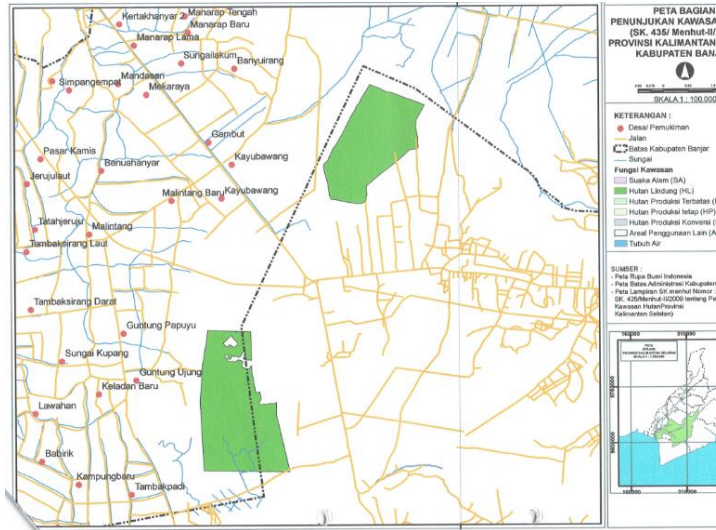 Kertakhanyar 2
Manarap Tengah
Manarap Baru
Manarap Lama
Sungailakum
Banyuirang
Simpangempat
Mandasari
Mekaraya
Gambut
Pasar Kamis
Benuahanyar
Kayubawang
Jerujulaut
Malintang Baru
Kayubawang
Tatahjeruju
Malintang
Tambaksirang Laut
Tambaksirang Darat
Guntung Papuyu
Sungai Kupang
Guntung Ujung
Keladan Baru
Lawahan
Babirik
Kampungbaru
Tambakpadi
PETA BAGIAN
PENUNJUKAN KAWASA
(SK. 435/ Menhut-II/
PROVINSI KALIMANTAN
KABUPATEN BANJ
SKALA 1 : 100.000
KETERANGAN :
Desa/ Pemukiman
Jalan
Batas Kabupaten Banjar
Sungai
Fungsi Kawasan
Suaka Alam (SA)
Hutan Lindung (HL)
Hutan Produksi Terbatas (
Hutan Produksi tetap (HP)
Hutan Produksi Konversi (
Areal Penggunaan Lain (A
Tubuh Air
SUMBER :
- Peta Rupa Bumi Indonesia
- Peta Batas Administrasi Kabupaten
- Peta Lampiran SK menhut Nomor :
SK. 435/Menhut-II/2009 tentang Pe
Kawasan HutanProvinsi
Kalimantan Selatan)
PETA